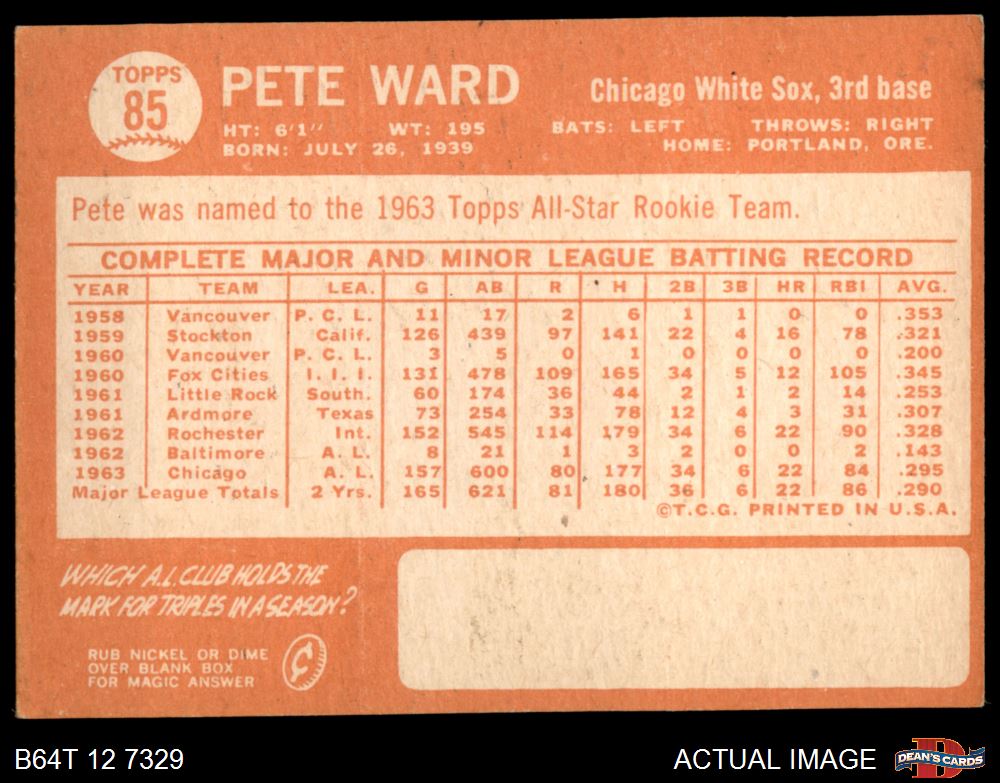 TOPPS
85
PETE WARD
Chicago White Sox, 3rd base
HT: 6'1" WT: 195 BATS: LEFT THROWS: RIGHT
BORN: JULY 26, 1939 HOME: PORTLAND, ORE.
Pete was named to the 1963 Topps All-Star Rookie Team.
COMPLETE MAJOR AND MINOR LEAGUE BATTING RECORD
YEAR TEAM LEA. G AB R H 2B 3B HR RBI AVG.
1958 Vancouver P. C. L. 11 17 2 6 1 1 0 0 .353
1959 Stockton Calif. 126 439 97 141 22 4 16 78 .321
1960 Vancouver P. C. L. 3 5 0 1 0 0 0 0 .200
1960 Fox Cities I. I. I. 131 478 109 165 34 5 12 105 .345
1961 Little Rock South. 60 174 36 44 2 1 2 14 .253
1961 Ardmore Texas 73 254 33 78 12 4 3 31 .307
1962 Rochester Int. 152 545 114 179 34 6 22 90 .328
1962 Baltimore A. L. 8 21 1 3 2 0 0 2 .143
1963 Chicago A. L. 157 600 80 177 34 6 22 84 .295
Major League Totals 2 Yrs. 165 621 81 180 36 6 22 86 .290
©T.C.G. PRINTED IN U.S.A.
WHICH A.L. CLUB HOLDS THE
MARK FOR TRIPLES IN A SEASON?
RUB NICKEL OR DIME
OVER BLANK BOX
FOR MAGIC ANSWER
¢
B64T 12 7329
ACTUAL IMAGE
D
DEAN'S CARDS